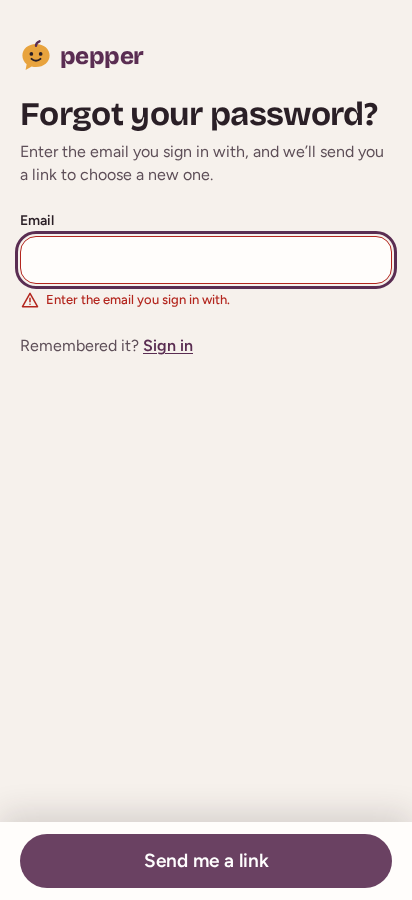 pepper
Forgot your password?
Enter the email you sign in with, and we’ll send you
a link to choose a new one.
Email
Enter the email you sign in with.
Remembered it? Sign in
Send me a link